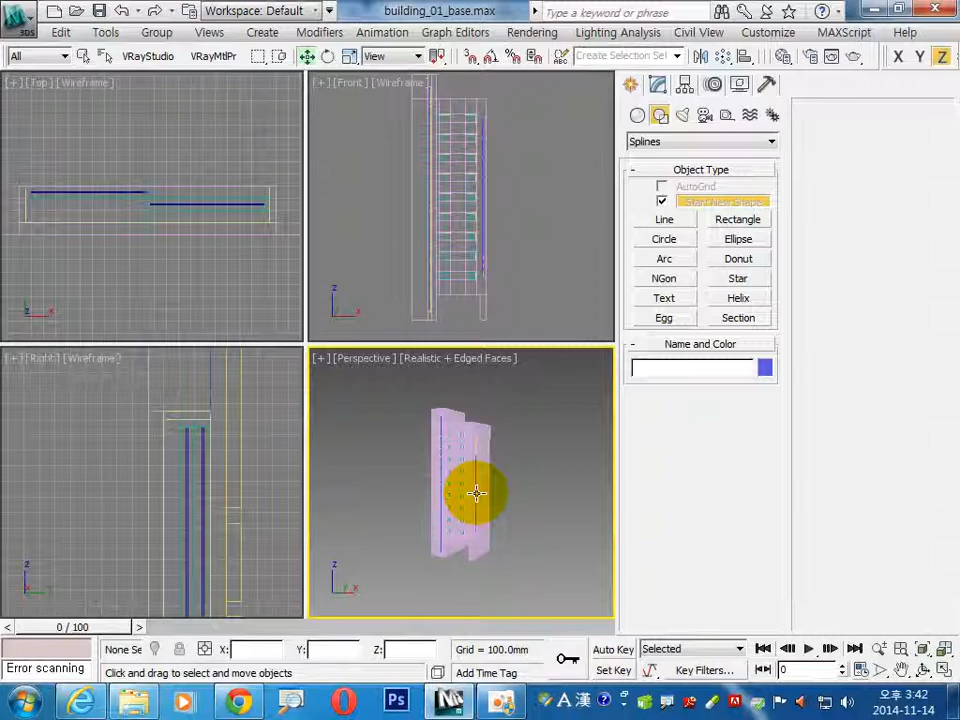 3DS
Workspace: Default
building_01_base.max
Type a keyword or phrase
Edit Tools Group Views Create Modifiers Animation Graph Editors Rendering Lighting Analysis Civil View Customize MAXScript Help
All VRayStudio VRayMtlPr View Create Selection Se X Y Z
[+] [Top] [Wireframe]
[+] [Front] [Wireframe]
Splines
- Object Type
AutoGrid
Start New Shape
Line Rectangle
Circle Ellipse
Arc Donut
NGon Star
Text Helix
Egg Section
- Name and Color
[+] [Right] [Wireframe]
[+] [Perspective] [Realistic + Edged Faces]
< 0 / 100 >
None Se X: Y: Z: Grid = 100.0mm Auto Key Selected
Error scanning Click and drag to select and move objects Add Time Tag Set Key Key Filters... 0
Ps A 漢
오후 3:42
2014-11-14